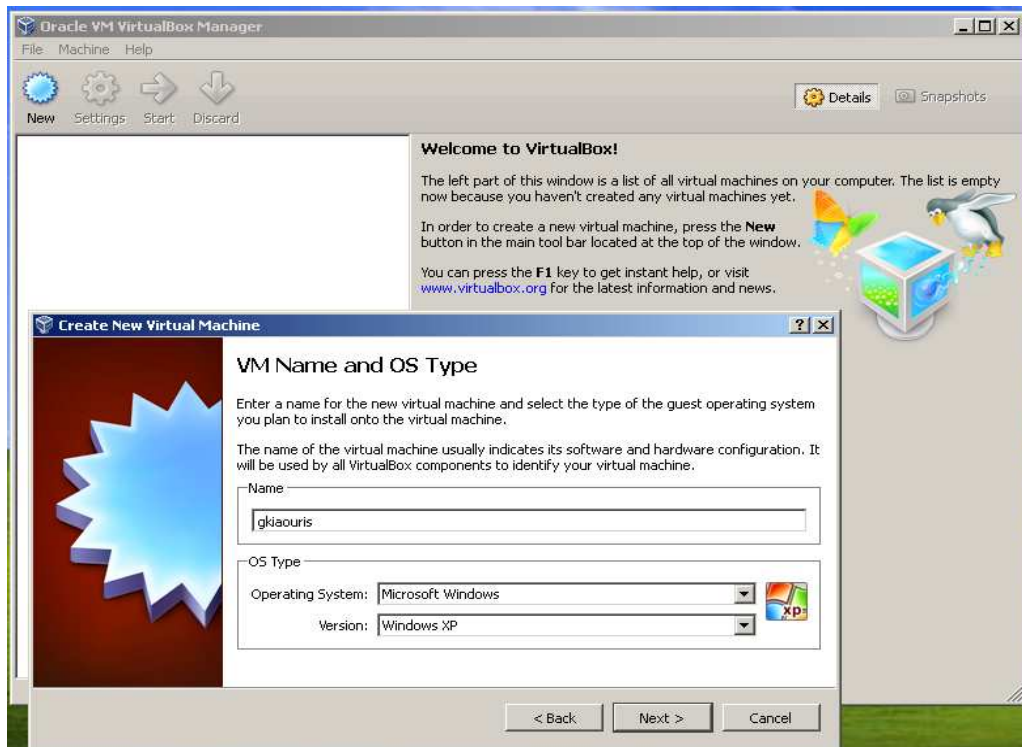 Oracle VM VirtualBox Manager
File Machine Help
New Settings Start Discard
Details Snapshots
Welcome to VirtualBox!
The left part of this window is a list of all virtual machines on your computer. The list is empty
now because you haven't created any virtual machines yet.
In order to create a new virtual machine, press the New
button in the main tool bar located at the top of the window.
You can press the F1 key to get instant help, or visit
www.virtualbox.org for the latest information and news.
Create New Virtual Machine
VM Name and OS Type
Enter a name for the new virtual machine and select the type of the guest operating system
you plan to install onto the virtual machine.
The name of the virtual machine usually indicates its software and hardware configuration. It
will be used by all VirtualBox components to identify your virtual machine.
Name
gkiaouris
OS Type
Operating System: Microsoft Windows
Version: Windows XP
xp
< Back Next > Cancel